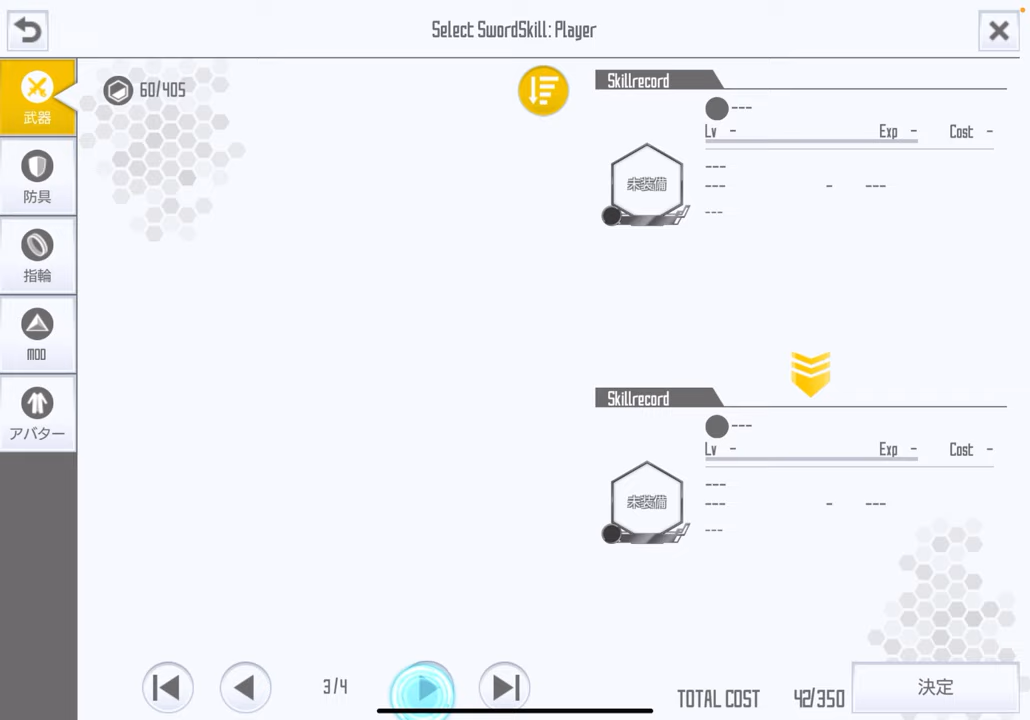 Select SwordSkill: Player
武器
防具
指輪
MOD
アバター
60/405
Skillrecord
---
Lv -
Exp -
Cost -
未装備
---
---
-
---
---
Skillrecord
---
Lv -
Exp -
Cost -
未装備
---
---
-
---
---
3/4
TOTAL COST 42/350
決定